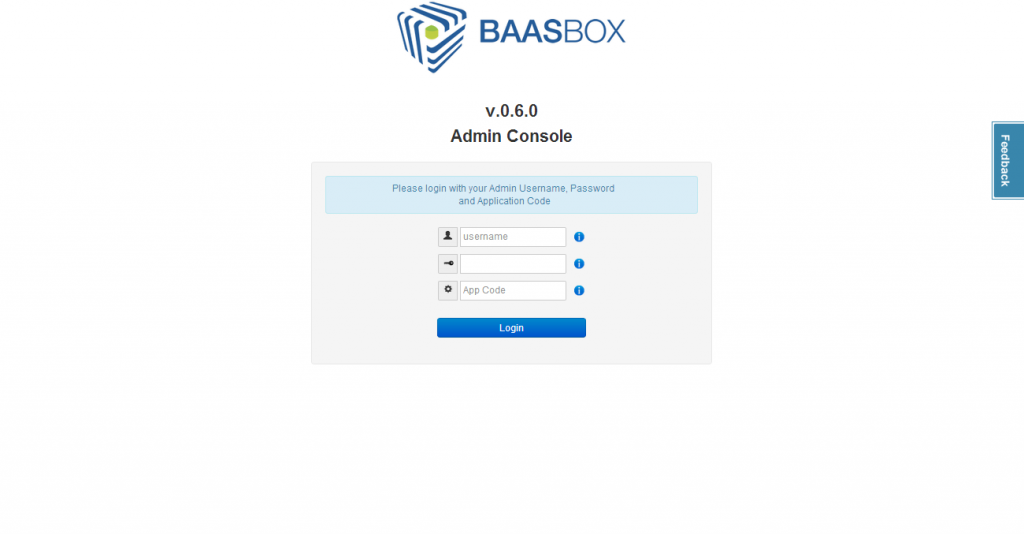 BAASBOX
v.0.6.0
Admin Console
Please login with your Admin Username, Password
and Application Code
username
App Code
Login
Feedback